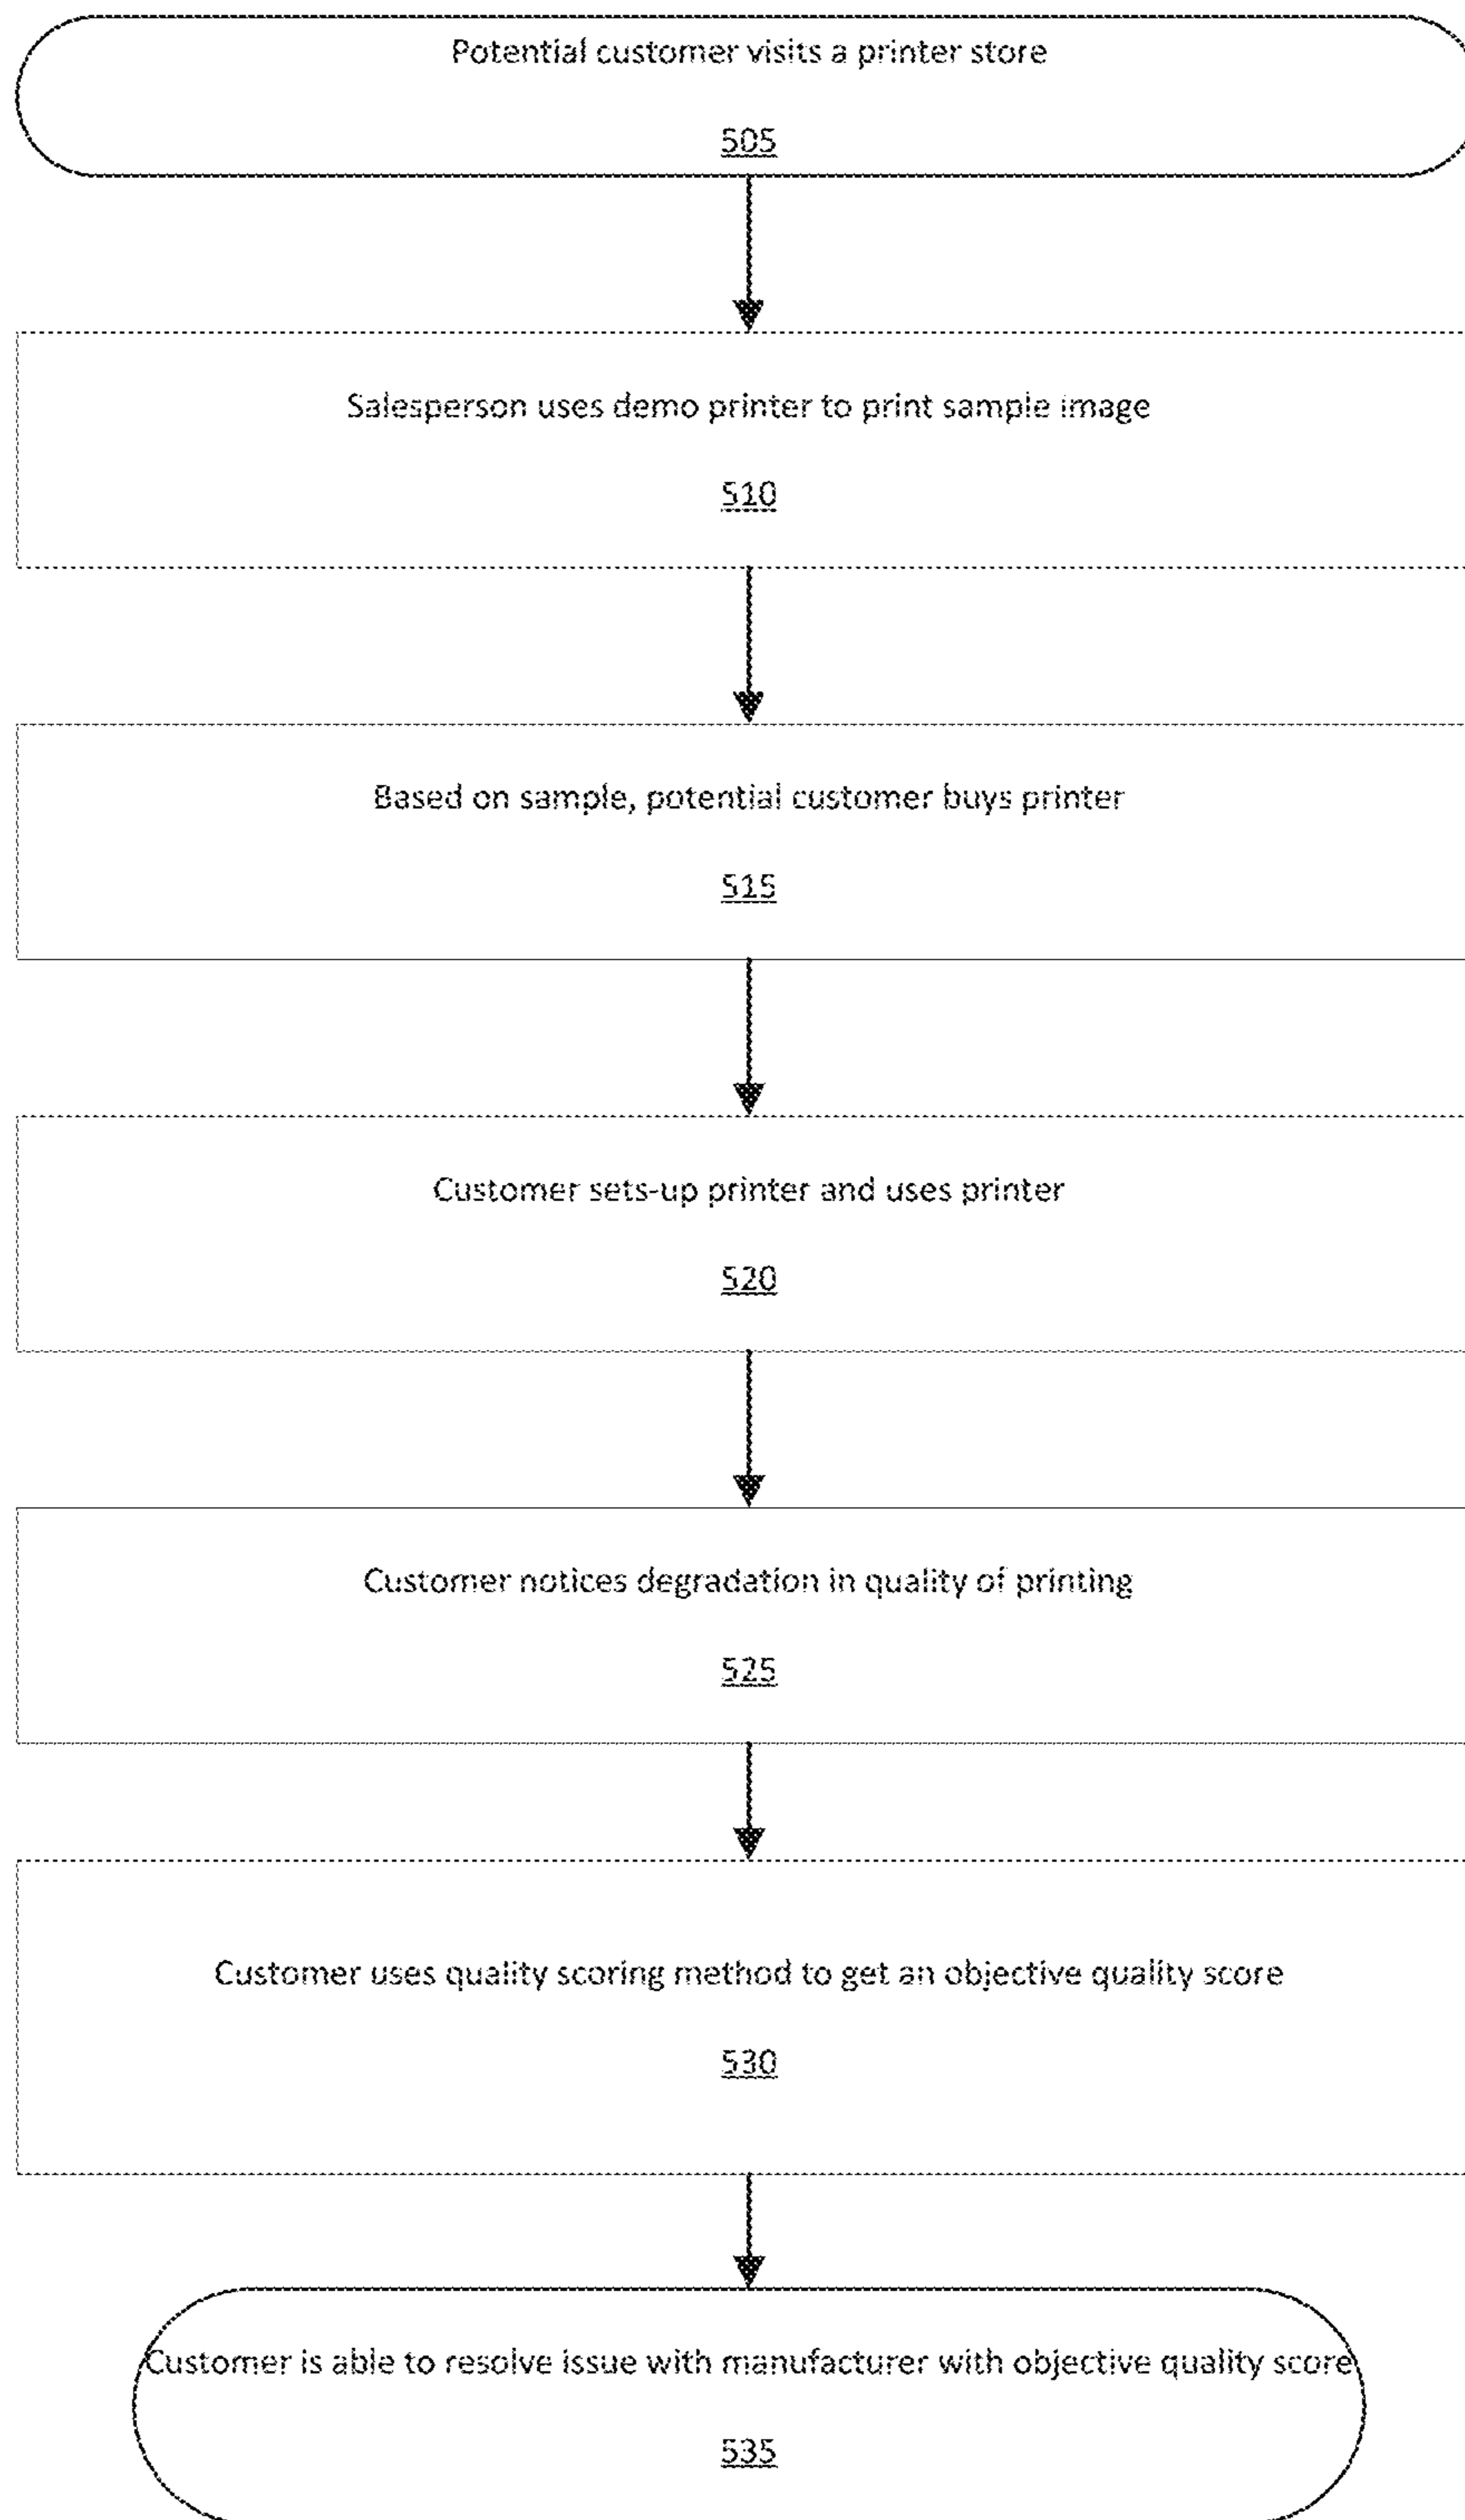 Potential customer visits a printer store
505
Salesperson uses demo printer to print sample image
510
Based on sample, potential customer buys printer
515
Customer sets-up printer and uses printer
520
Customer notices degradation in quality of printing
525
Customer uses quality scoring method to get an objective quality score
530
Customer is able to resolve issue with manufacturer with objective quality score
535